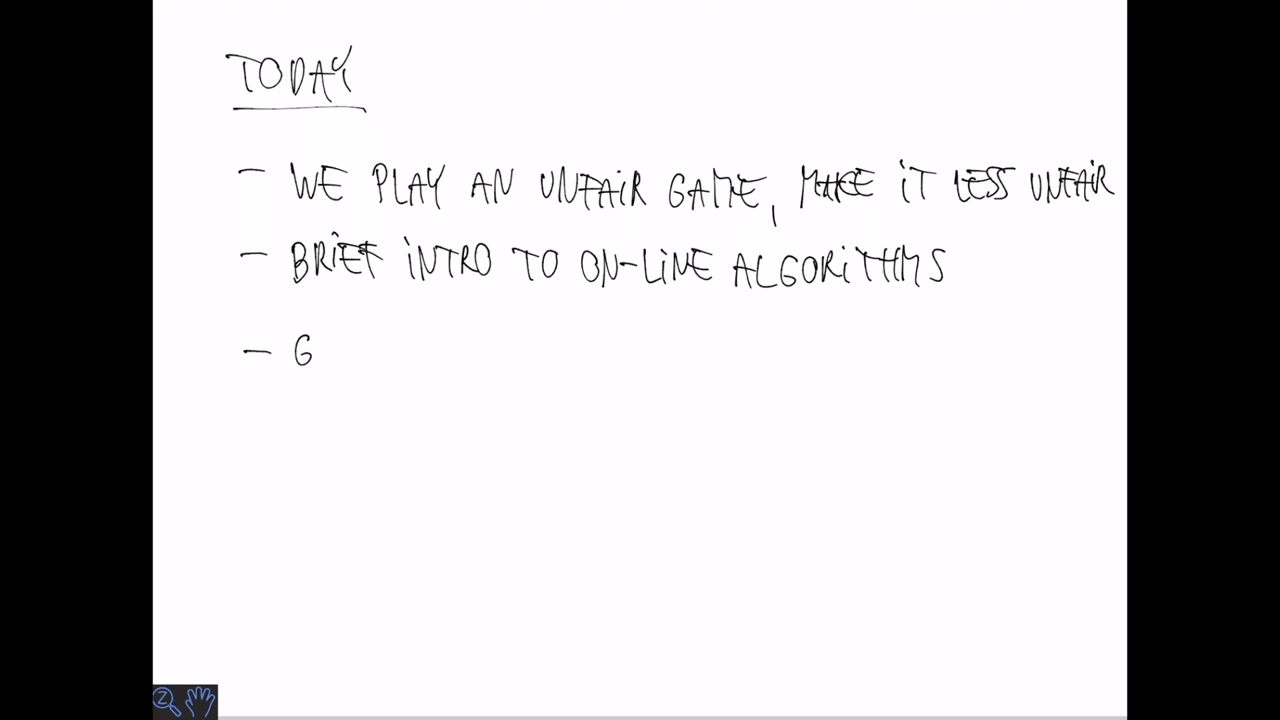 TODAY
- WE PLAY AN UNFAiR GAME, MAKE iT LESS UNFAiR
- BRiEF iNTRO TO ON-LiNE ALGORiTHMS
- G